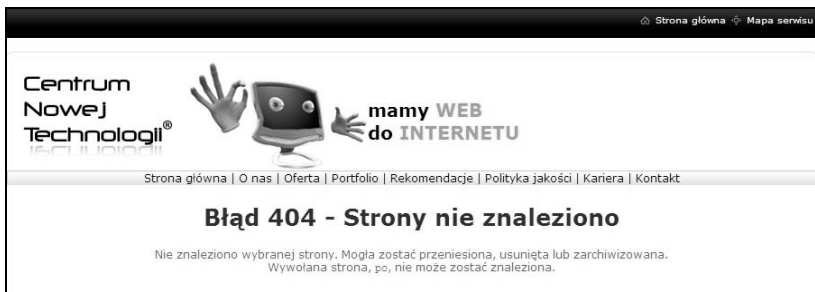 Strona główna Mapa serwisu
Centrum
Nowej
Technologii®
mamy WEB
do INTERNETU
Strona główna | O nas | Oferta | Portfolio | Rekomendacje | Polityka jakości | Kariera | Kontakt
Błąd 404 - Strony nie znaleziono
Nie znaleziono wybranej strony. Mogła zostać przeniesiona, usunięta lub zarchiwizowana.
Wywołana strona, po, nie może zostać znaleziona.